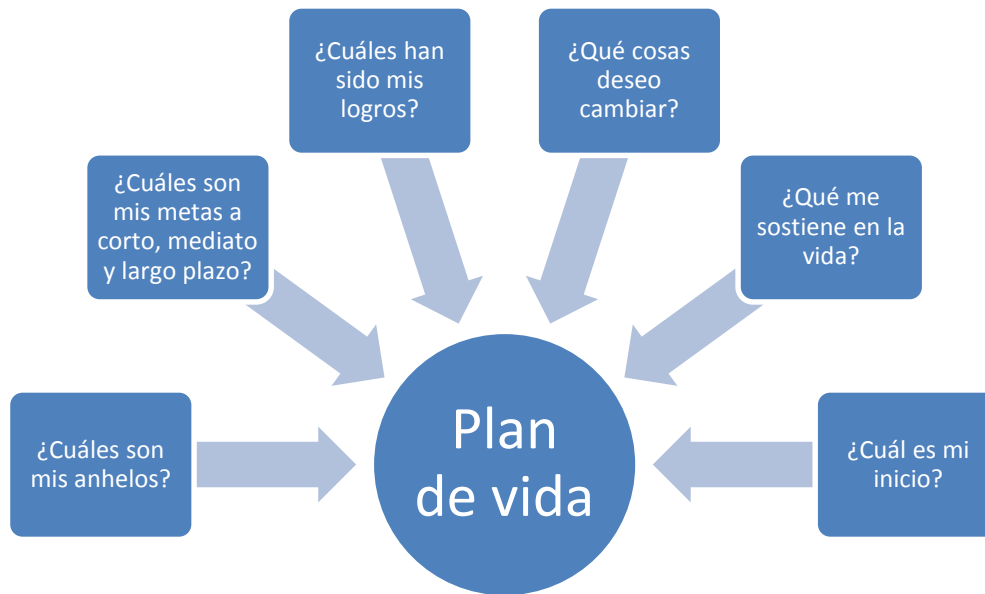 ¿Cuáles han
sido mis
logros?
¿Qué cosas
deseo
cambiar?
¿Cuáles son
mis metas a
corto, mediato
y largo plazo?
¿Qué me
sostiene en la
vida?
¿Cuáles son
mis anhelos?
Plan
de vida
¿Cuál es mi
inicio?